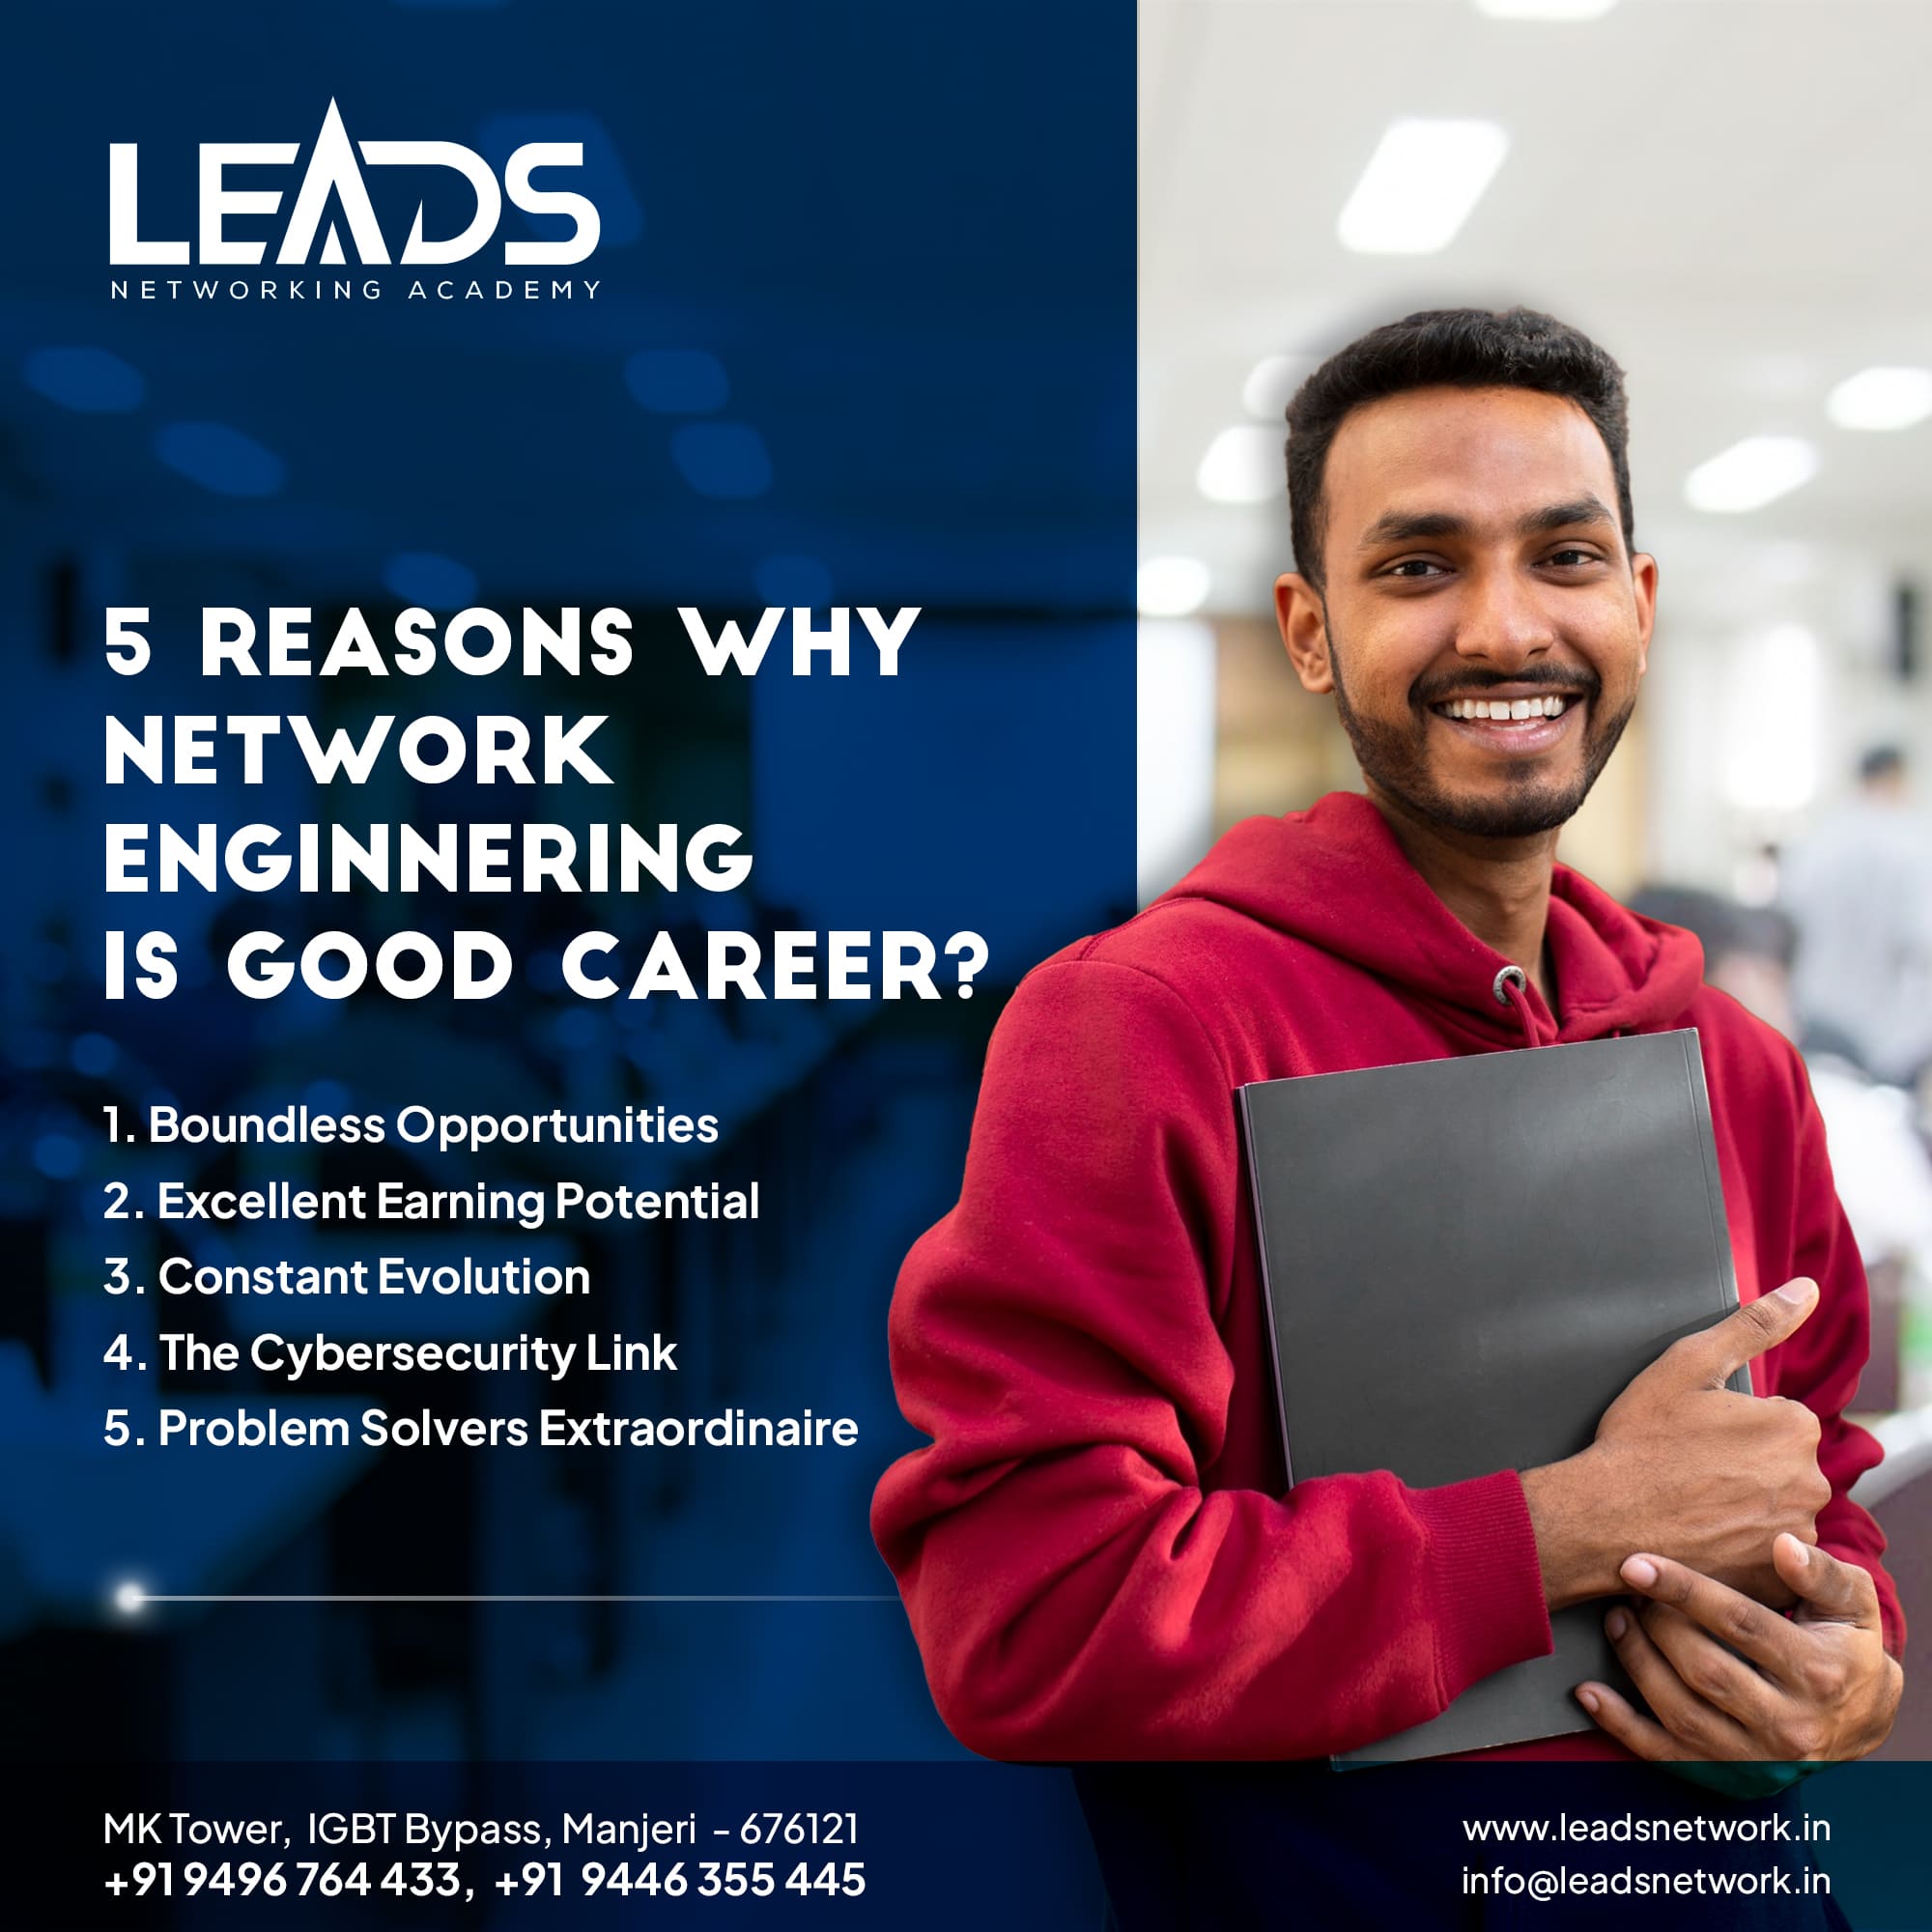 LEADS
NETWORKING ACADEMY
5 REASONS WHY
NETWORK
ENGINNERING
IS GOOD CAREER?
1. Boundless Opportunities
2. Excellent Earning Potential
3. Constant Evolution
4. The Cybersecurity Link
5. Problem Solvers Extraordinaire
MK Tower, IGBT Bypass, Manjeri - 676121
+91 9496 764 433, +91 9446 355 445
www.leadsnetwork.in
info@leadsnetwork.in